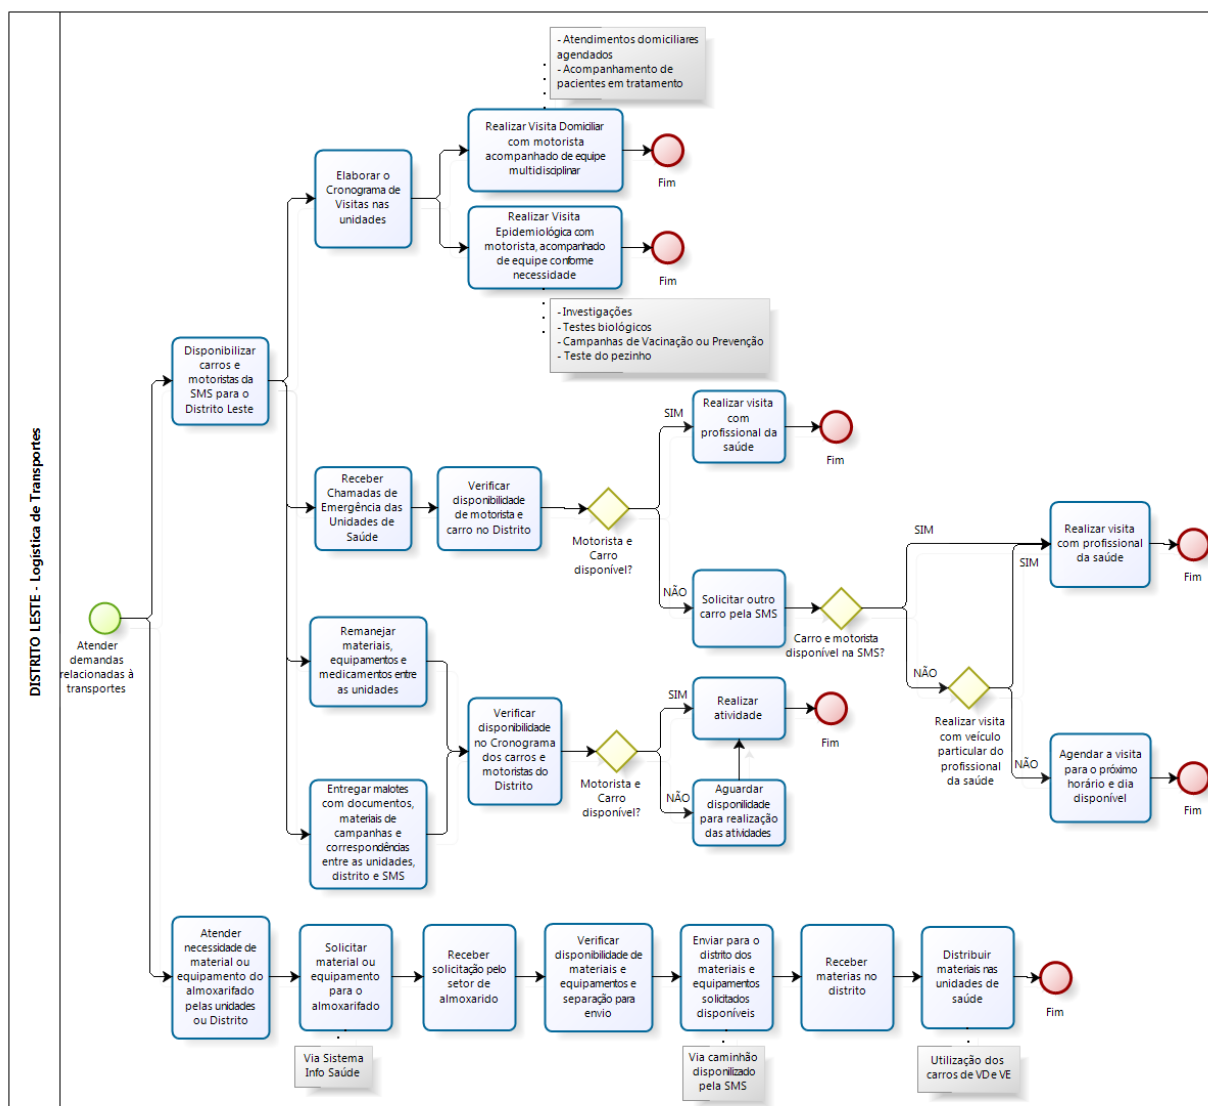 DISTRITO LESTE - Logística de Transportes
- Atendimentos domiciliares
agendados
- Acompanhamento de
pacientes em tratamento
Realizar Visita Domiciliar
com motorista
acompanhado de equipe
multidisciplinar
Fim
Elaborar o
Cronograma de
Visitas nas
unidades
Realizar Visita
Epidemiológica com
motorista, acompanhado
de equipe conforme
necessidade
Fim
- Investigações
- Testes biológicos
- Campanhas de Vacinação ou Prevenção
- Teste do pezinho
Disponibilizar
carros e
motoristas da
SMS para o
Distrito Leste
Receber
Chamadas de
Emergência das
Unidades de
Saúde
Verificar
disponibilidade
de motorista e
carro no Distrito
Motorista e
Carro
disponível?
SIM
Realizar visita
com
profissional da
saúde
Fim
NÃO
Solicitar outro
carro pela SMS
Carro e motorista
disponível na SMS?
SIM
SIM
Realizar visita
com profissional
da saúde
Fim
NÃO
Realizar visita
com veículo
particular do
profissional da
saúde
NÃO
Agendar a visita
para o próximo
horário e dia
disponível
Fim
Atender
demandas
relacionadas à
transportes
Remanejar
materiais,
equipamentos e
medicamentos entre
as unidades
Entregar malotes
com documentos,
materiais de
campanhas e
correspondências
entre as unidades,
distrito e SMS
Verificar
disponibilidade
no Cronograma
dos carros e
motoristas do
Distrito
Motorista e
Carro
disponível?
SIM
Realizar
atividade
Fim
NÃO
Aguardar
disponilidade
para realização
das atividades
Atender
necessidade de
material ou
equipamento do
almoxarifado
pelas unidades
ou Distrito
Solicitar
material ou
equipamento
para o
almoxarifado
Via Sistema
Info Saúde
Receber
solicitação pelo
setor de
almoxarido
Verificar
disponibilidade de
materiais e
equipamentos e
separação para
envio
Enviar para o
distrito dos
materiais e
equipamentos
solicitados
disponíveis
Via caminhão
disponilizado
pela SMS
Receber
materias no
distrito
Distribuir
materiais nas
unidades de
saúde
Utilização dos
carros de VD e VE
Fim